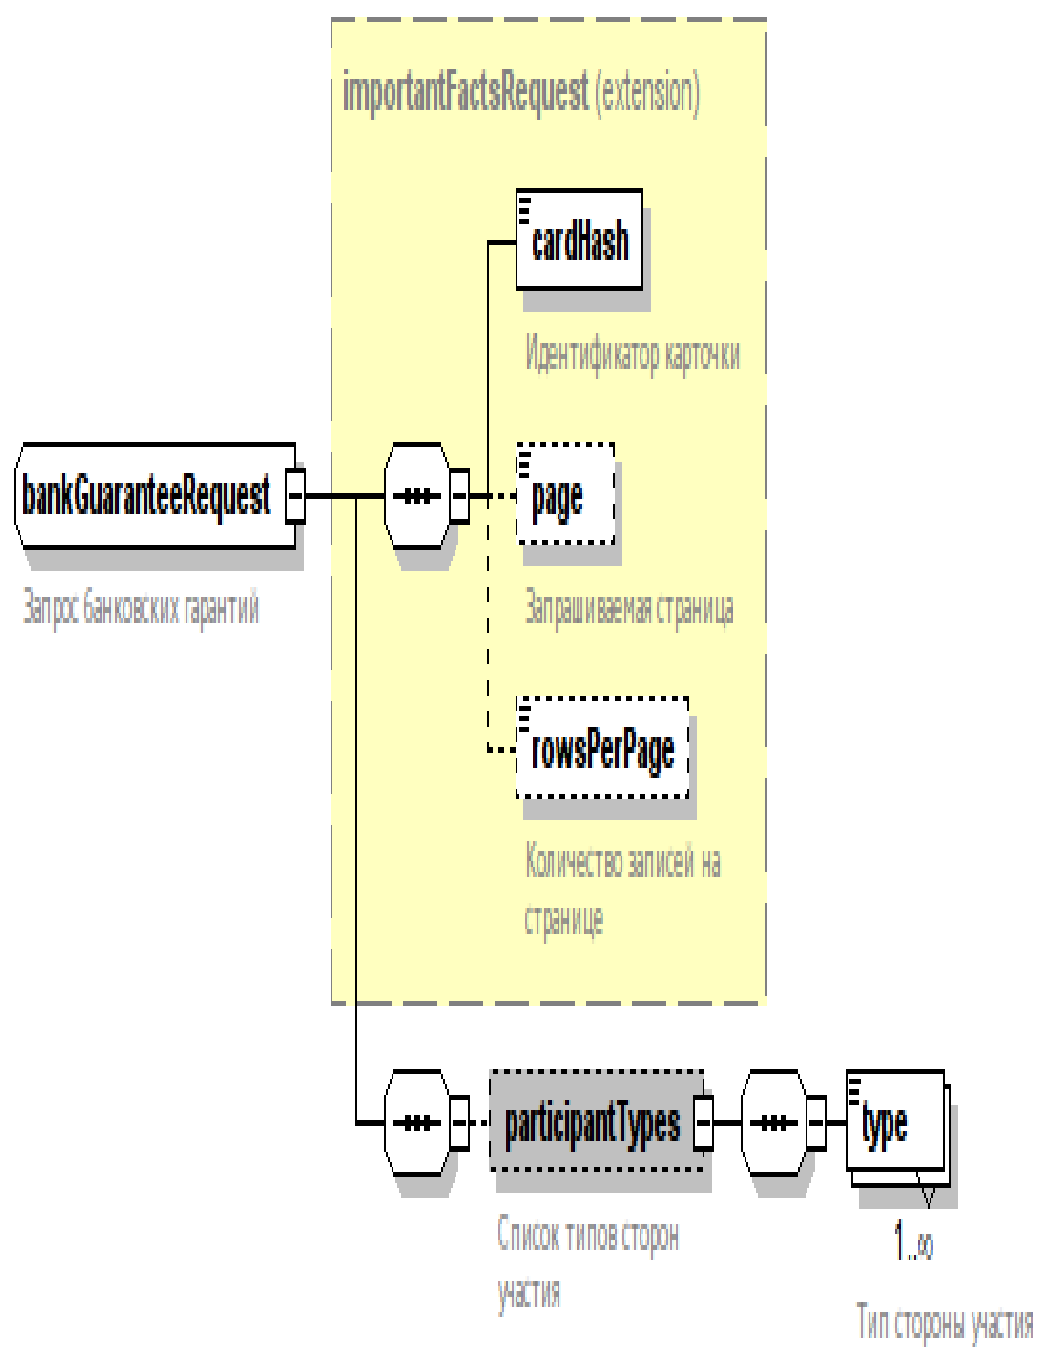 importantFactsRequest (extension)
cardHash
Идентификатор карточки
bankGuaranteeRequest
Запрос банковских гарантий
page
Запрашиваемая страница
rowsPerPage
Количество записей на
странице
participantTypes
Список типов сторон
участия
type
1..∞
Тип стороны участия